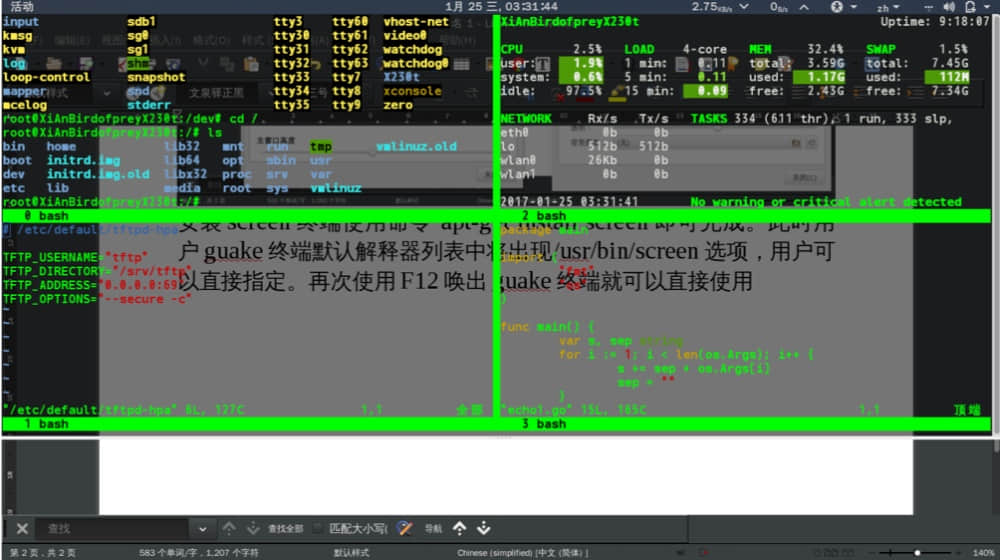 活动 1月 25 三, 03:31:44 2.75KB/s 0B/s zh
input sdb1 tty3 tty60 vhost-net
kmsg sg0 tty30 tty61 video0
kvm sg1 tty31 tty62 watchdog
log shm tty32 tty63 watchdog0
loop-control snapshot tty33 tty7 X230t
mapper snd tty34 tty8 xconsole
mcelog stderr tty35 tty9 zero
root@XiAnBirdofpreyX230t:/dev# cd /
root@XiAnBirdofpreyX230t:/# ls
bin home lib32 mnt run tmp vmlinuz.old
boot initrd.img lib64 opt sbin usr
dev initrd.img.old libx32 proc srv var
etc lib media root sys vmlinuz
root@XiAnBirdofpreyX230t:/#
0 bash
XiAnBirdofpreyX230t Uptime: 9:18:07
CPU 2.5% LOAD 4-core MEM 32.4% SWAP 1.5%
user: 1.9% 1 min: 0.11 total: 3.59G total: 7.45G
system: 0.6% 5 min: 0.11 used: 1.17G used: 112M
idle: 97.5% 15 min: 0.09 free: 2.43G free: 7.34G
NETWORK Rx/s Tx/s TASKS 334 (611 thr), 1 run, 333 slp,
eth0 0b 0b
lo 512b 512b
wlan0 26Kb 0b
wlan1 0b 0b
2017-01-25 03:31:41 No warning or critical alert detected
2 bash
# /etc/default/tftpd-hpa
TFTP_USERNAME="tftp"
TFTP_DIRECTORY="/srv/tftp"
TFTP_ADDRESS="0.0.0.0:69"
TFTP_OPTIONS="--secure -c"
~
~
~
~
~
"/etc/default/tftpd-hpa" 6L, 127C 1,1 全部
1 bash
package main
import (
"fmt"
"os"
)
func main() {
var s, sep string
for i := 1; i < len(os.Args); i++ {
s += sep + os.Args[i]
sep = ""
}
"echo1.go" 15L, 165C 1,1 顶端
3 bash
安装 screen 终端使用命令 apt-get install screen 即可完成。此时用
户 guake 终端默认解释器列表中将出现/usr/bin/screen 选项，用户可
以直接指定。再次使用 F12 唤出 guake 终端就可以直接使用
查找 查找全部 匹配大小写( 导航
第 2 页，共 2 页 583 个单词/字，1,207 个字符 默认样式 Chinese (simplified) [中文 (简体) ] 140%